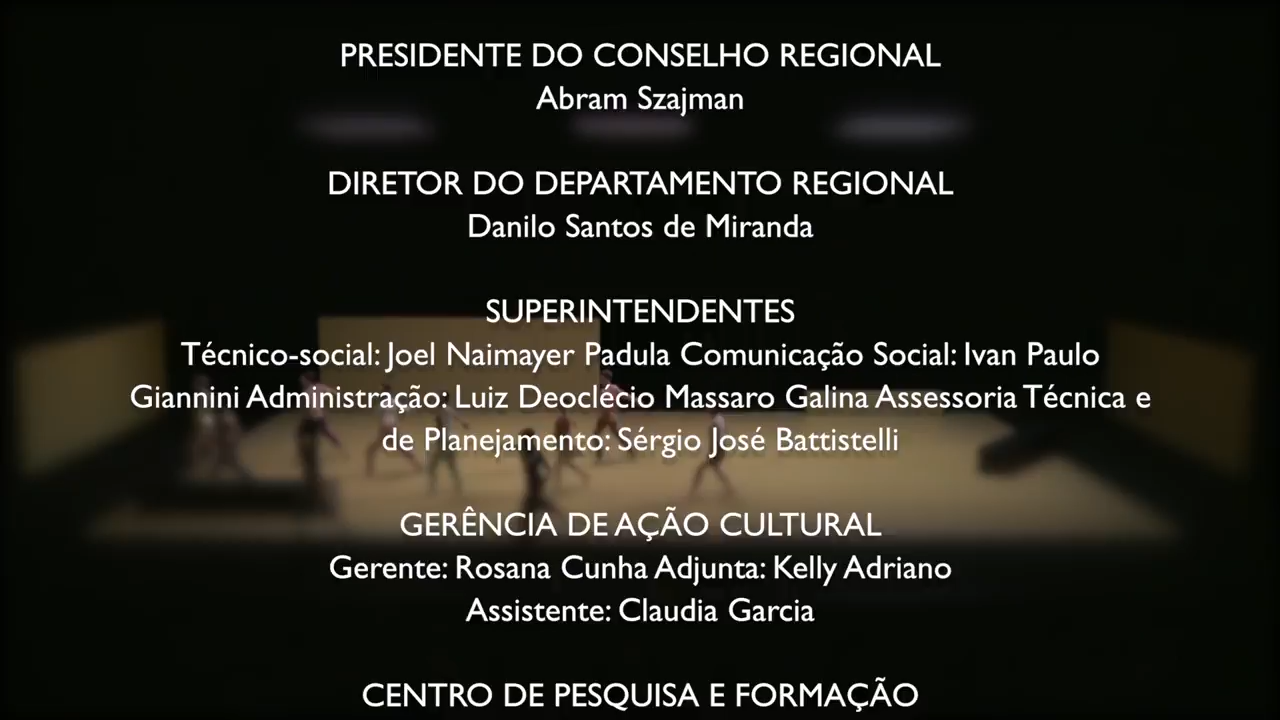 PRESIDENTE DO CONSELHO REGIONAL
Abram Szajman
DIRETOR DO DEPARTAMENTO REGIONAL
Danilo Santos de Miranda
SUPERINTENDENTES
Técnico-social: Joel Naimayer Padula Comunicação Social: Ivan Paulo
Giannini Administração: Luiz Deoclécio Massaro Galina Assessoria Técnica e
de Planejamento: Sérgio José Battistelli
GERÊNCIA DE AÇÃO CULTURAL
Gerente: Rosana Cunha Adjunta: Kelly Adriano
Assistente: Claudia Garcia
CENTRO DE PESQUISA E FORMAÇÃO